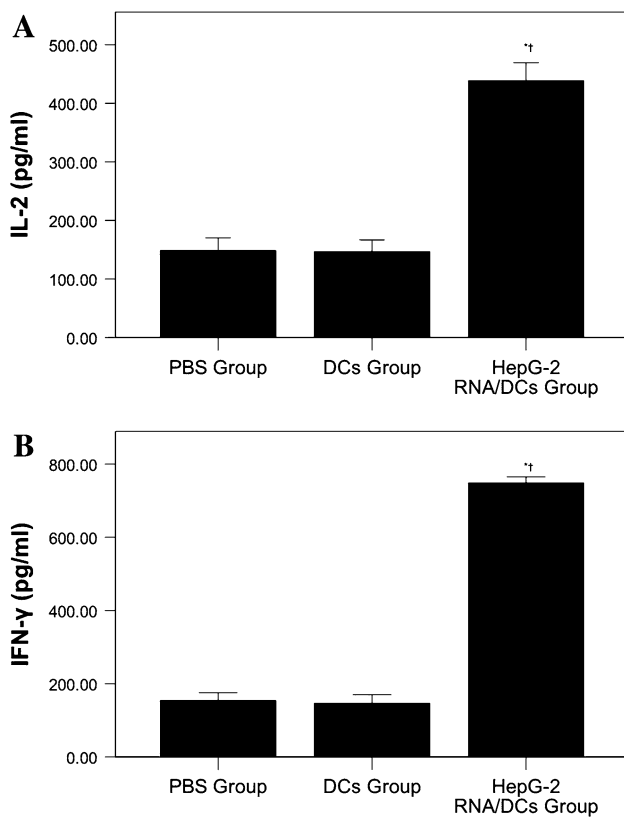 A
500.00
*†
400.00
300.00
200.00
100.00
0.00
IL-2 (pg/ml)
PBS Group
DCs Group
HepG-2
RNA/DCs Group
B
800.00
*†
600.00
400.00
200.00
0.00
IFN-γ (pg/ml)
PBS Group
DCs Group
HepG-2
RNA/DCs Group